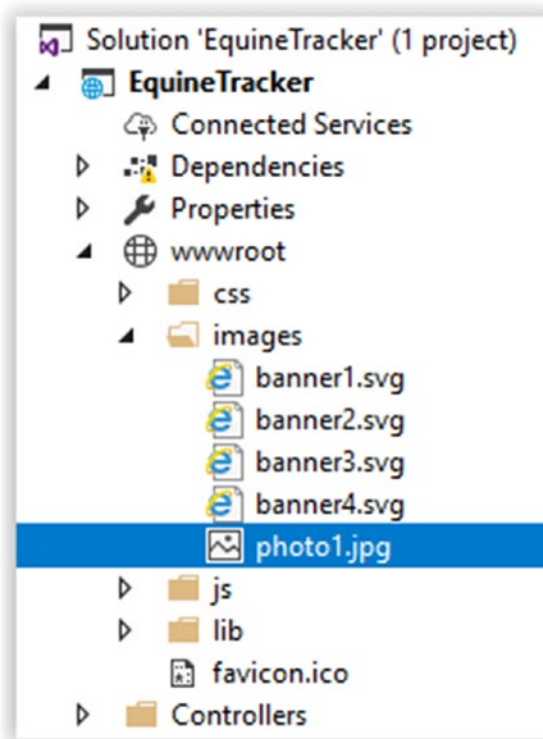 Solution 'EquineTracker' (1 project)
EquineTracker
Connected Services
Dependencies
Properties
wwwroot
css
images
banner1.svg
banner2.svg
banner3.svg
banner4.svg
photo1.jpg
js
lib
favicon.ico
Controllers